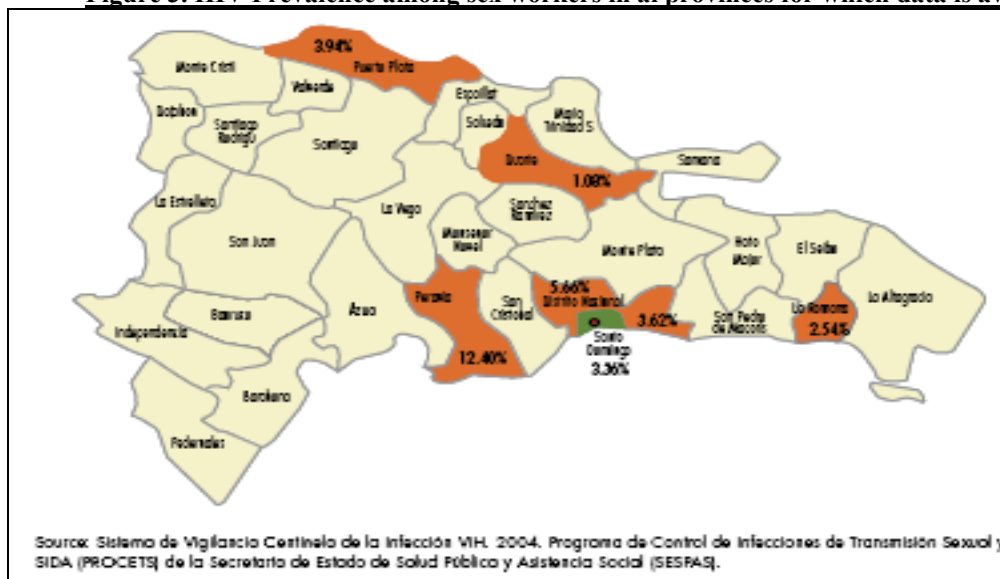 Figure 3. HIV Prevalence among sex workers in al provinces for which data is av
3.94%
Monte Cristi
Puerto Plata
Valverde
Espaillat
Dajabon
Santiago
Rodrigu
Salcedo
Maria
Trinidad S
Santiago
Duarte
Samana
1.08%
La Estrelleta
La Vega
Sanchez
Ramirez
San Juan
Monsenor
Nouel
Monte Plata
Hato
Mayor
El Seibo
5.66%
Peravia
San
Cristobal
Distrito Nacional
La Altagracia
Independencia
Baoruco
Azua
3.62%
San Pedro
de Macoris
La Romana
2.54%
12.40%
Santo
Domingo
3.36%
Barahona
Pedernales
Source: Sistema de Vigilancia Centinela de la Infección VIH. 2004. Programa de Control de Infecciones de Transmisión Sexual y
SIDA (PROCETS) de la Secretaria de Estado de Salud Pública y Asistencia Social (SESPAS).